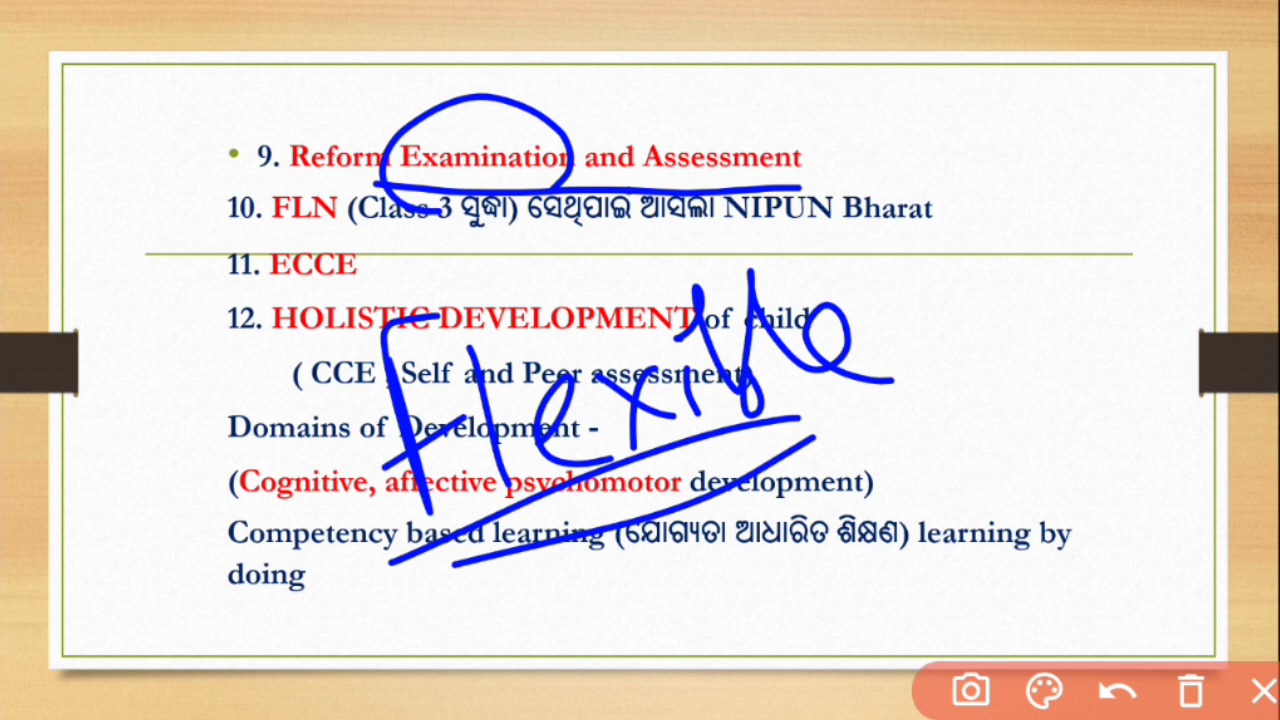 • 9. Reform Examination and Assessment
10. FLN (Class-3 ସୁଦ୍ଧା) ସେଥିପାଇ ଆସିଲା NIPUN Bharat
11. ECCE
12. HOLISTIC DEVELOPMENT of child
( CCE , Self and Peer assessment)
Flexible
Domains of Development -
(Cognitive, affective psychomotor development)
Competency based learning (ଯୋଗ୍ୟତା ଆଧାରିତ ଶିକ୍ଷଣ) learning by
doing